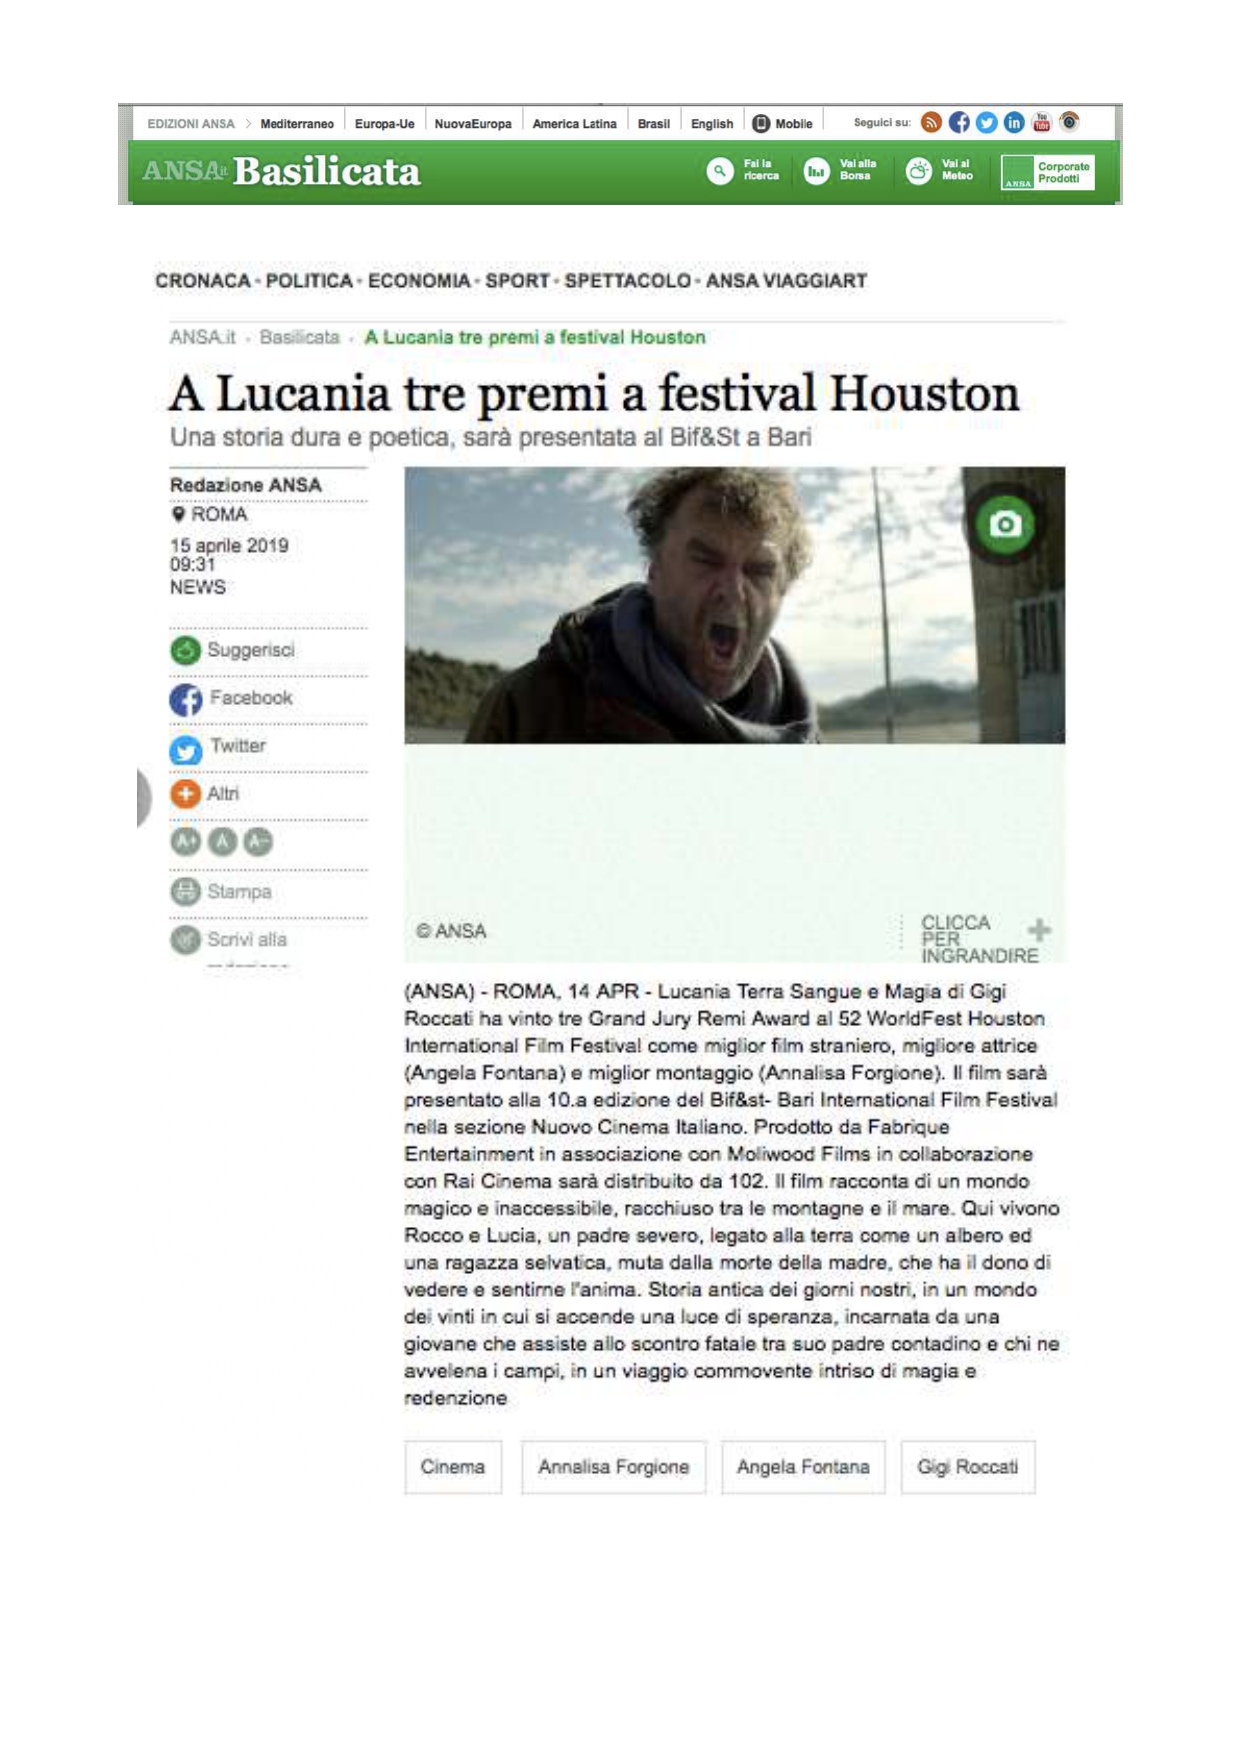 EDIZIONI ANSA > Mediterraneo Europa-Ue NuovaEuropa America Latina Brasil English Mobile Seguici su: in You Tube
ANSA.it Basilicata Fai la ricerca Vai alla Borsa Vai al Meteo ANSA Corporate Prodotti
CRONACA • POLITICA • ECONOMIA • SPORT • SPETTACOLO • ANSA VIAGGIART
ANSA.it • Basilicata • A Lucania tre premi a festival Houston
A Lucania tre premi a festival Houston
Una storia dura e poetica, sarà presentata al Bif&St a Bari
Redazione ANSA
ROMA
15 aprile 2019
09:31
NEWS
Suggerisci
Facebook
Twitter
Altri
A+ A A-
Stampa
Scrivi alla
© ANSA
CLICCA
PER
INGRANDIRE
(ANSA) - ROMA, 14 APR - Lucania Terra Sangue e Magia di Gigi
Roccati ha vinto tre Grand Jury Remi Award al 52 WorldFest Houston
International Film Festival come miglior film straniero, migliore attrice
(Angela Fontana) e miglior montaggio (Annalisa Forgione). Il film sarà
presentato alla 10.a edizione del Bif&st- Bari International Film Festival
nella sezione Nuovo Cinema Italiano. Prodotto da Fabrique
Entertainment in associazione con Moliwood Films in collaborazione
con Rai Cinema sarà distribuito da 102. Il film racconta di un mondo
magico e inaccessibile, racchiuso tra le montagne e il mare. Qui vivono
Rocco e Lucia, un padre severo, legato alla terra come un albero ed
una ragazza selvatica, muta dalla morte della madre, che ha il dono di
vedere e sentirne l'anima. Storia antica dei giorni nostri, in un mondo
dei vinti in cui si accende una luce di speranza, incarnata da una
giovane che assiste allo scontro fatale tra suo padre contadino e chi ne
avvelena i campi, in un viaggio commovente intriso di magia e
redenzione
Cinema Annalisa Forgione Angela Fontana Gigi Roccati